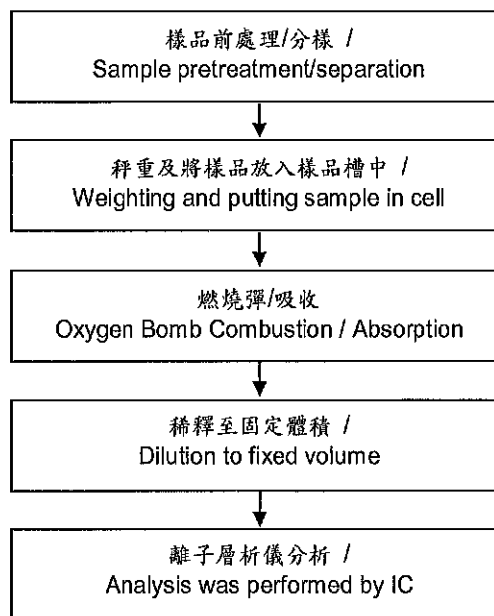 樣品前處理/分樣 /
Sample pretreatment/separation
秤重及將樣品放入樣品槽中 /
Weighting and putting sample in cell
燃燒彈/吸收
Oxygen Bomb Combustion / Absorption
稀釋至固定體積 /
Dilution to fixed volume
離子層析儀分析 /
Analysis was performed by IC